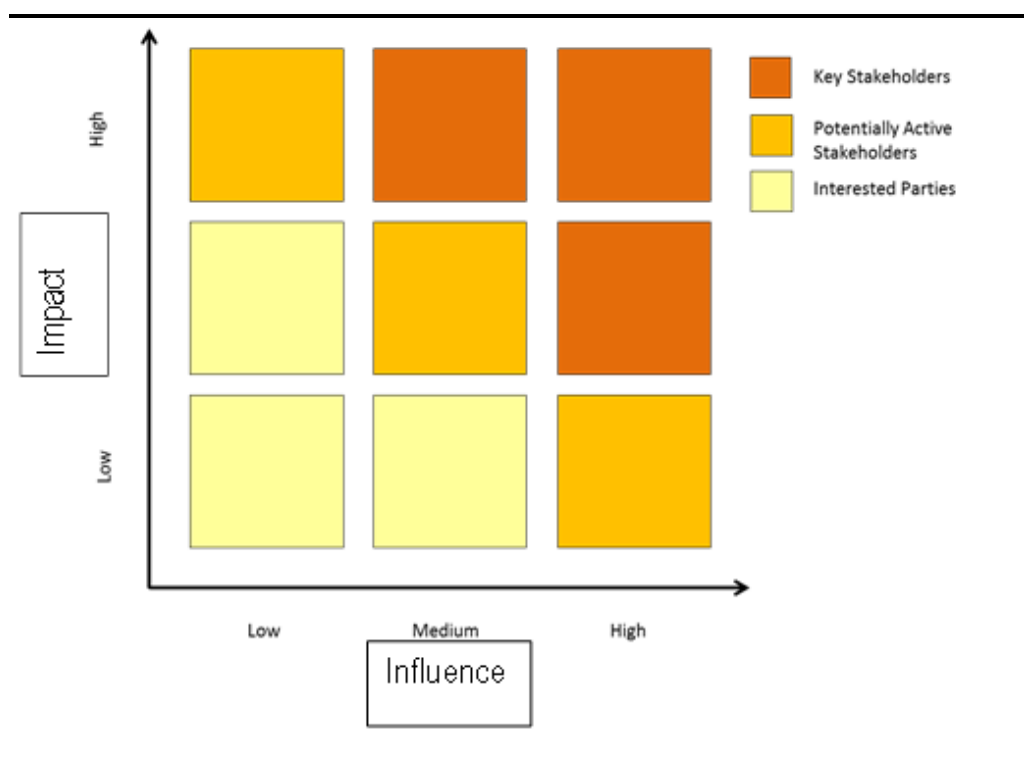 High
Impact
Low
Low
Medium
High
Influence
Key Stakeholders
Potentially Active
Stakeholders
Interested Parties